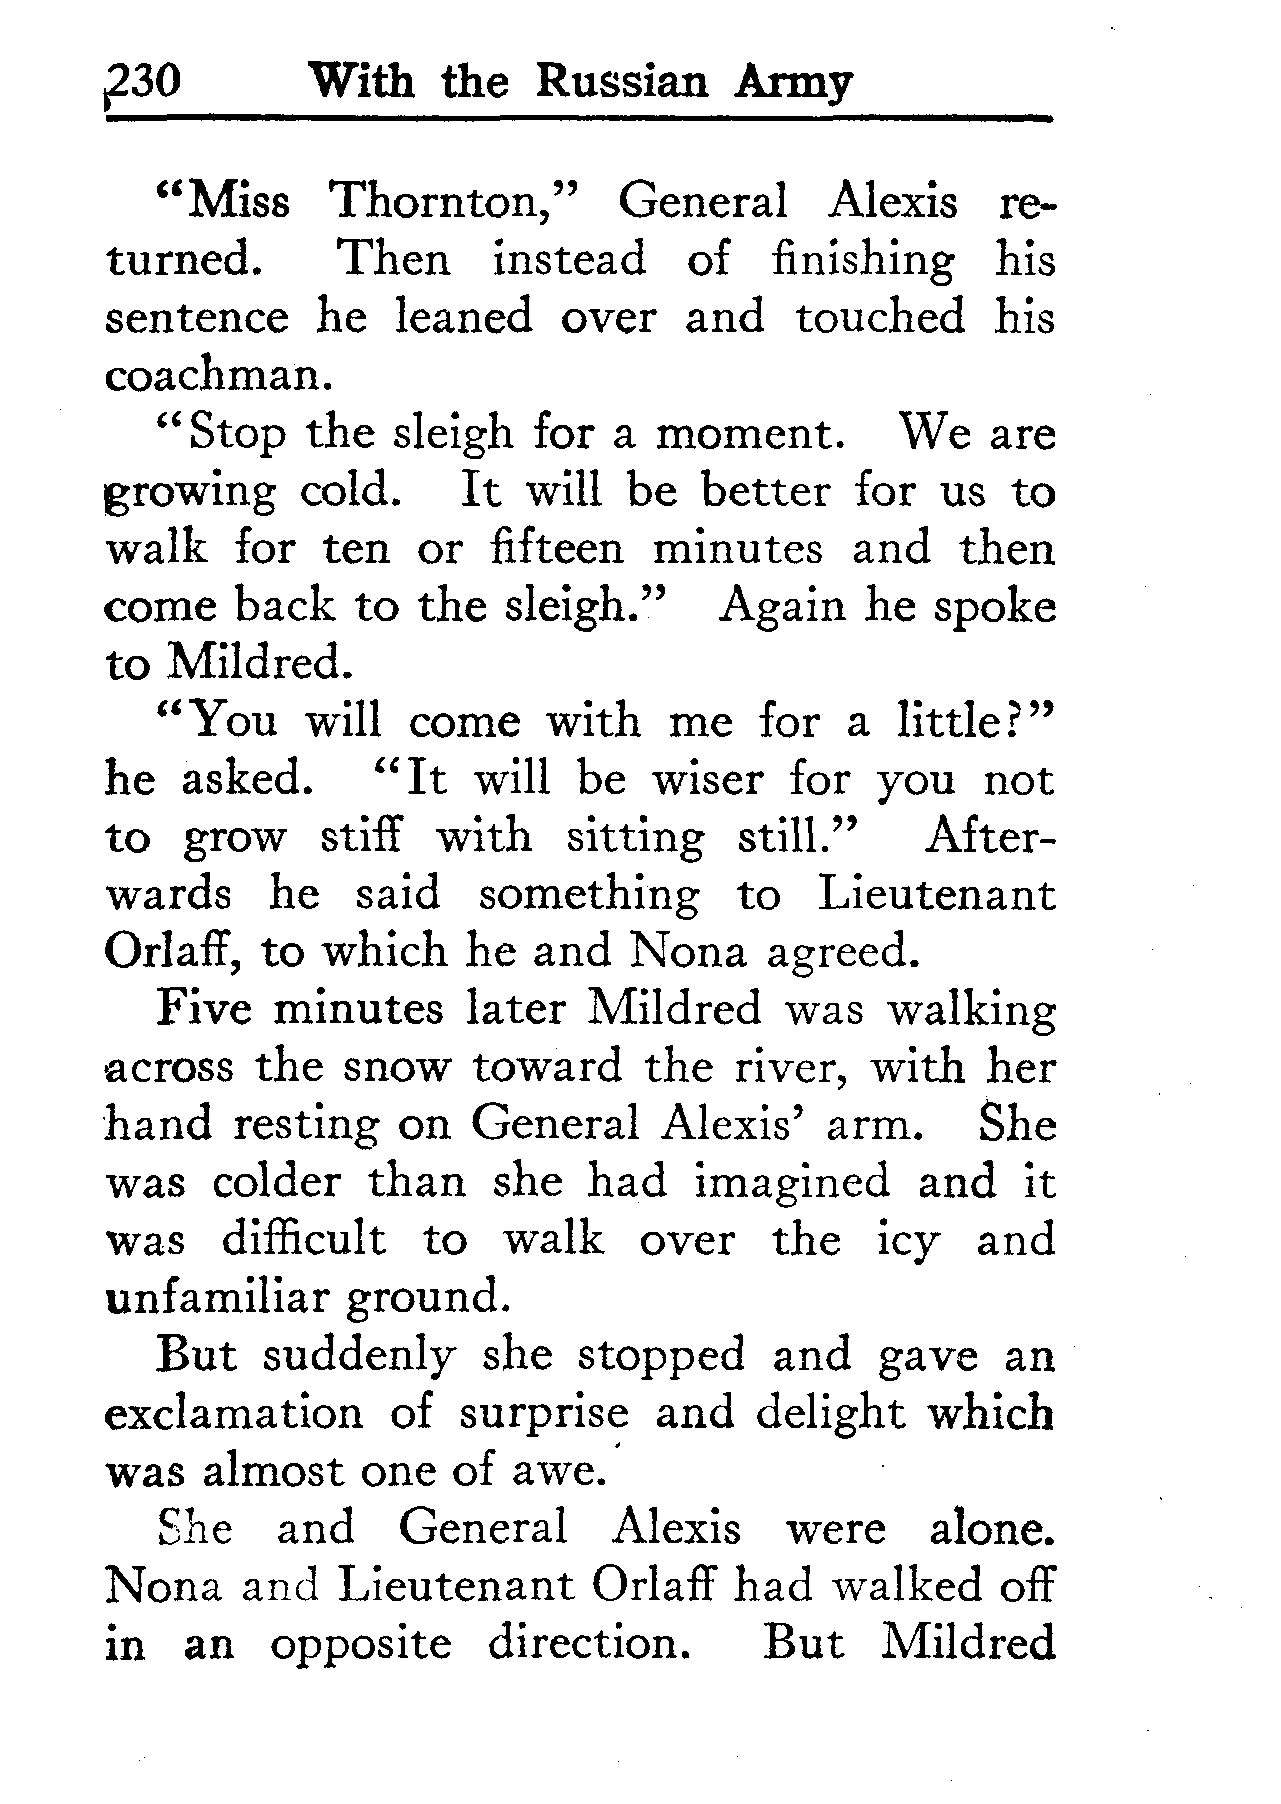 230 With the Russian Army
“Miss Thornton,” General Alexis re-
turned. Then instead of finishing his
sentence he leaned over and touched his
coachman.
“Stop the sleigh for a moment. We are
growing cold. It will be better for us to
walk for ten or fifteen minutes and then
come back to the sleigh.” Again he spoke
to Mildred.
“You will come with me for a little?”
he asked. “It will be wiser for you not
to grow stiff with sitting still.” After-
wards he said something to Lieutenant
Orlaff, to which he and Nona agreed.
Five minutes later Mildred was walking
across the snow toward the river, with her
hand resting on General Alexis’ arm. She
was colder than she had imagined and it
was difficult to walk over the icy and
unfamiliar ground.
But suddenly she stopped and gave an
exclamation of surprise and delight which
was almost one of awe.
She and General Alexis were alone.
Nona and Lieutenant Orlaff had walked off
in an opposite direction. But Mildred